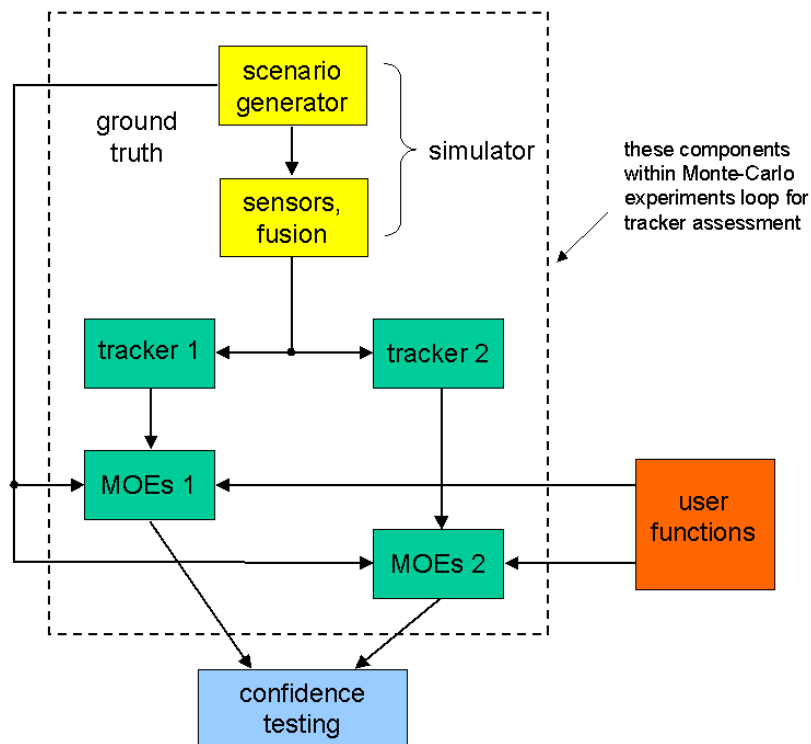 scenario
generator
ground
truth
simulator
these components
within Monte-Carlo
experiments loop for
tracker assessment
sensors,
fusion
tracker 1
tracker 2
MOEs 1
user
functions
MOEs 2
confidence
testing